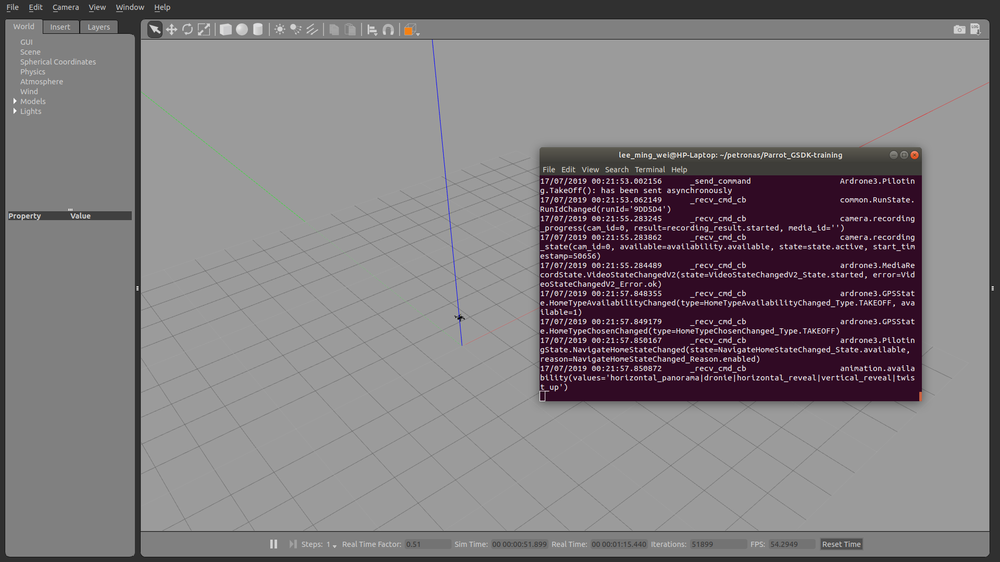 File Edit Camera View Window Help
World Insert Layers
GUI
Scene
Spherical Coordinates
Physics
Atmosphere
Wind
Models
Lights
Property Value
LOG
lee_ming_wei@HP-Laptop: ~/petronas/Parrot_GSDK-training
File Edit View Search Terminal Help
17/07/2019 00:21:53.002156 _send_command Ardrone3.Pilotin
g.TakeOff(): has been sent asynchronously
17/07/2019 00:21:53.062149 _recv_cmd_cb common.RunState.
RunIdChanged(runId='9DD5D4')
17/07/2019 00:21:55.283245 _recv_cmd_cb camera.recording
_progress(cam_id=0, result=recording_result.started, media_id='')
17/07/2019 00:21:55.283862 _recv_cmd_cb camera.recording
_state(cam_id=0, available=availability.available, state=state.active, start_tim
estamp=50656)
17/07/2019 00:21:55.284489 _recv_cmd_cb ardrone3.MediaRe
cordState.VideoStateChangedV2(state=VideoStateChangedV2_State.started, error=Vid
eoStateChangedV2_Error.ok)
17/07/2019 00:21:57.848355 _recv_cmd_cb ardrone3.GPSStat
e.HomeTypeAvailabilityChanged(type=HomeTypeAvailabilityChanged_Type.TAKEOFF, ava
ilable=1)
17/07/2019 00:21:57.849179 _recv_cmd_cb ardrone3.GPSStat
e.HomeTypeChosenChanged(type=HomeTypeChosenChanged_Type.TAKEOFF)
17/07/2019 00:21:57.850167 _recv_cmd_cb ardrone3.Pilotin
gState.NavigateHomeStateChanged(state=NavigateHomeStateChanged_State.available,
reason=NavigateHomeStateChanged_Reason.enabled)
17/07/2019 00:21:57.850872 _recv_cmd_cb animation.availa
bility(values='horizontal_panorama|dronie|horizontal_reveal|vertical_reveal|twis
t_up')
Steps: 1 Real Time Factor: 0.51 Sim Time: 00 00:00:51.899 Real Time: 00 00:01:15.440 Iterations: 51899 FPS: 54.2949 Reset Time